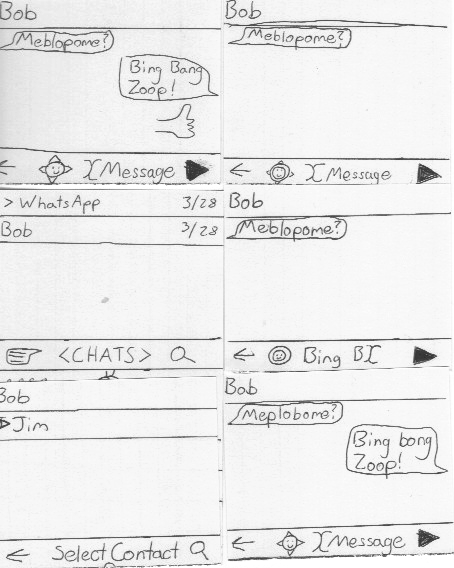 Bob
Meblopome?
Bing Bang
Zoop!
Message
Bob
Meblopome?
Message
> WhatsApp 3/28
Bob 3/28
<CHATS>
Bob
Meblopome?
Bing B
Bob
Jim
Select Contact
Bob
Meplobome?
Bing bong
Zoop!
Message